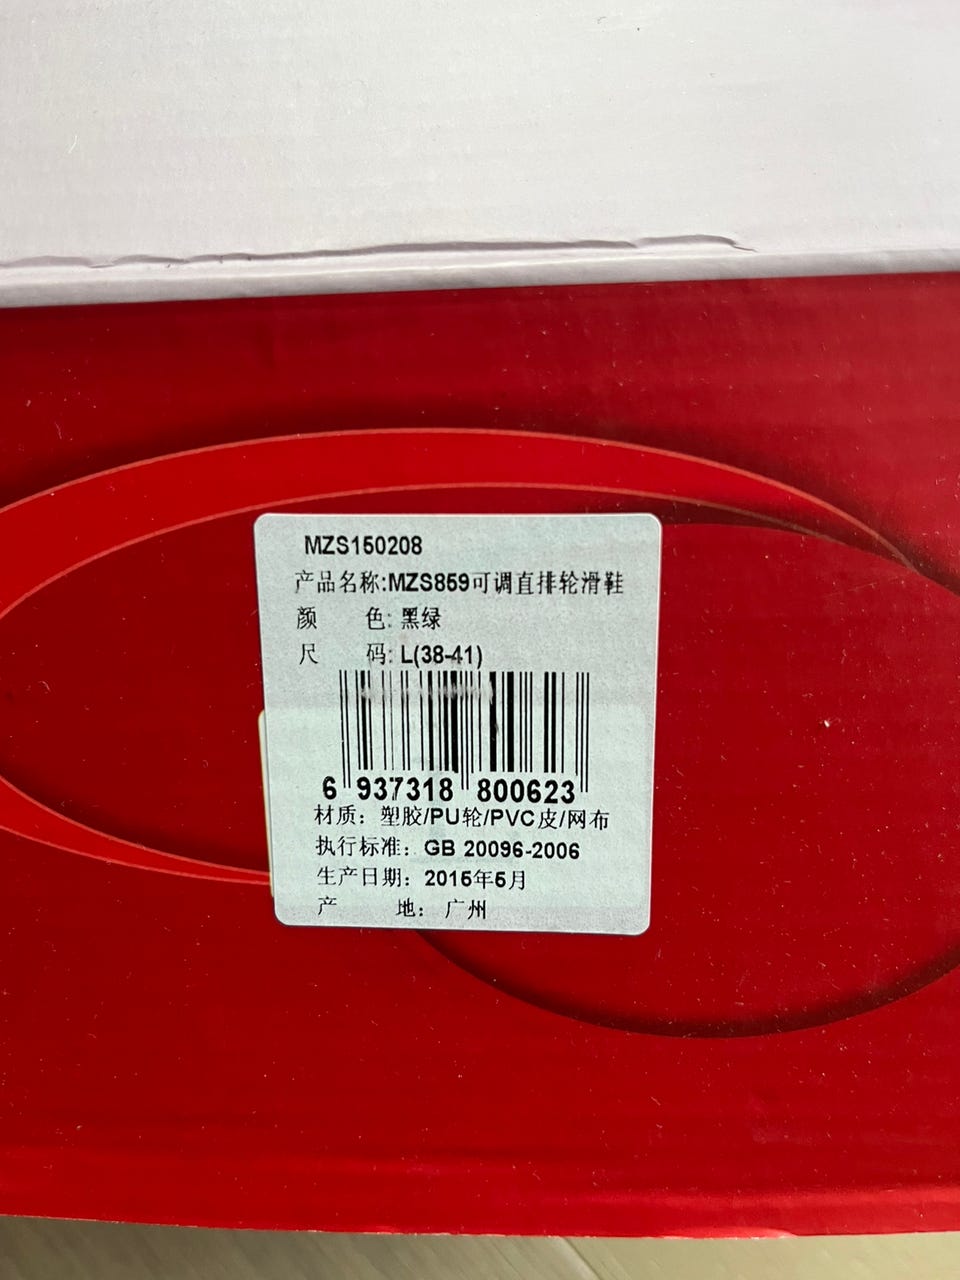 MZS150208
产品名称:MZS859可调直排轮滑鞋
颜 色: 黑绿
尺 码: L(38-41)
6 937318 800623
材质：塑胶/PU轮/PVC皮/网布
执行标准：GB 20096-2006
生产日期：2015年5月
产 地：广州